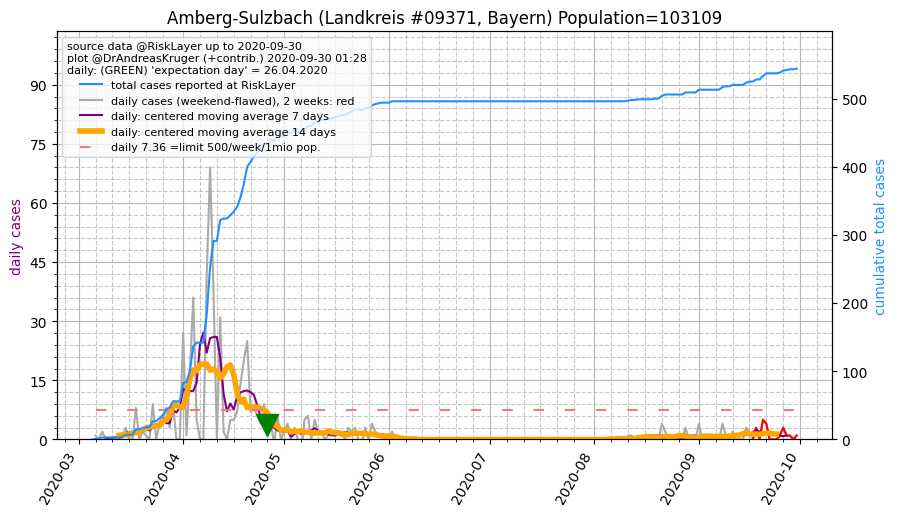 Amberg-Sulzbach (Landkreis #09371, Bayern) Population=103109
source data @RiskLayer up to 2020-09-30
plot @DrAndreasKruger (+contrib.) 2020-09-30 01:28
daily: (GREEN) 'expectation day' = 26.04.2020
total cases reported at RiskLayer
daily cases (weekend-flawed), 2 weeks: red
daily: centered moving average 7 days
daily: centered moving average 14 days
daily 7.36 =limit 500/week/1mio pop.
daily cases
90
75
60
45
30
15
0
cumulative total cases
500
400
300
200
100
0
2020-03
2020-04
2020-05
2020-06
2020-07
2020-08
2020-09
2020-10